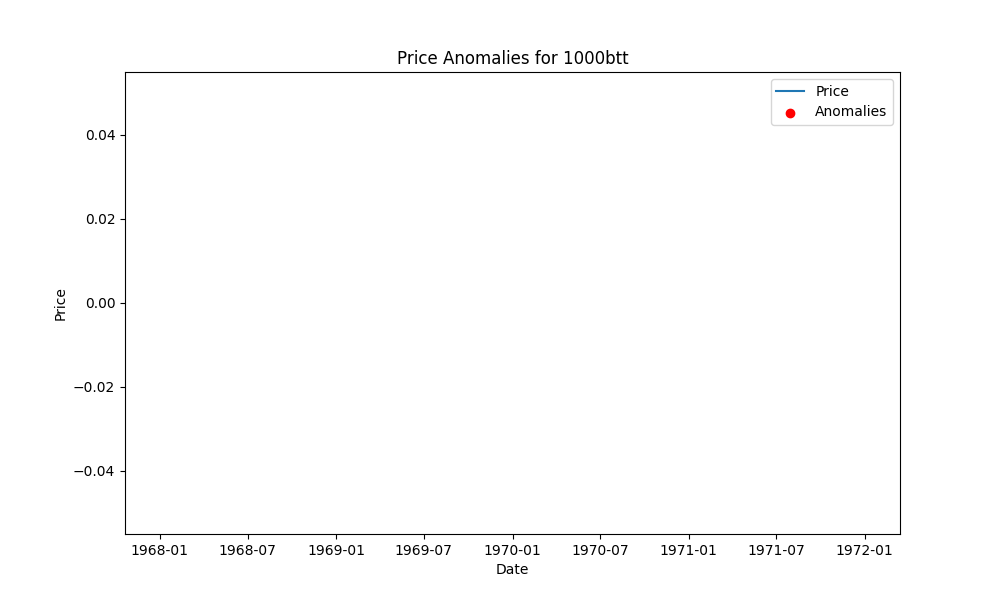 Price Anomalies for 1000btt
Price
Anomalies
0.04
0.02
0.00
−0.02
−0.04
Price
1968-01 1968-07 1969-01 1969-07 1970-01 1970-07 1971-01 1971-07 1972-01
Date